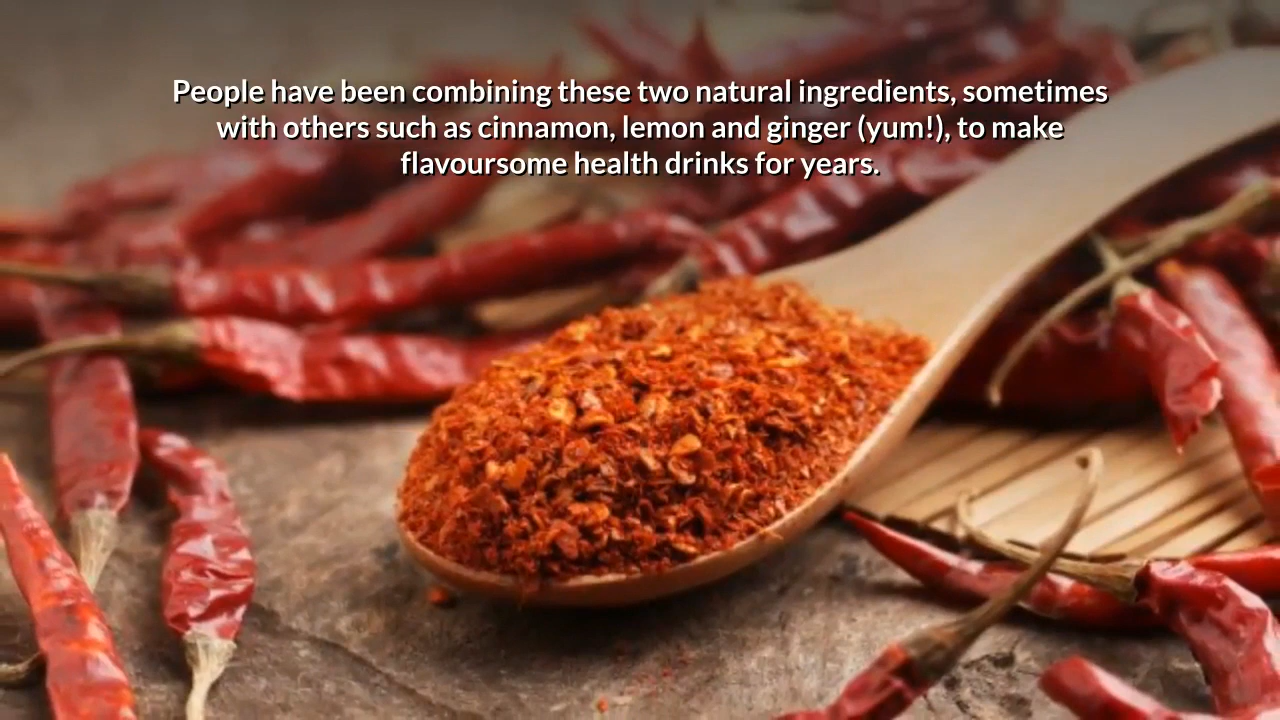 People have been combining these two natural ingredients, sometimes
with others such as cinnamon, lemon and ginger (yum!), to make
flavoursome health drinks for years.